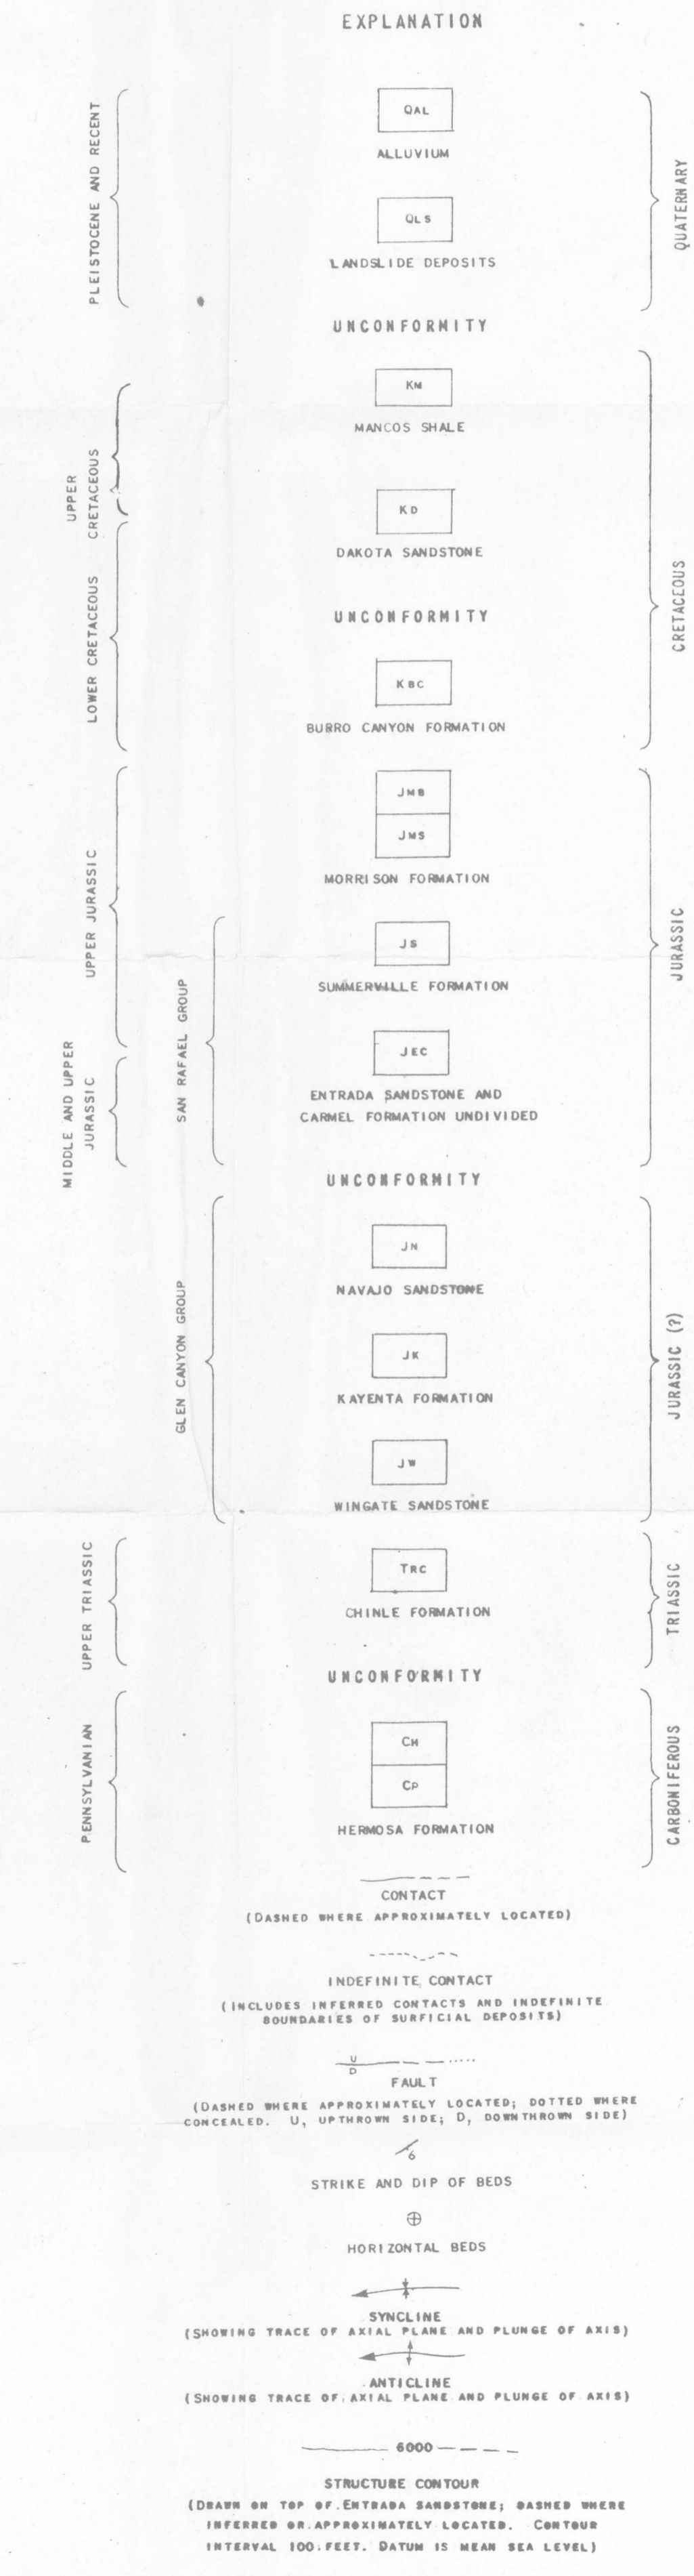 EXPLANATION
QAL
ALLUVIUM
QLS
LANDSLIDE DEPOSITS
PLEISTOCENE AND RECENT
QUATERNARY
UNCONFORMITY
KM
MANCOS SHALE
KD
DAKOTA SANDSTONE
UPPER
CRETACEOUS
UNCONFORMITY
KBC
BURRO CANYON FORMATION
LOWER CRETACEOUS
CRETACEOUS
JMB
JMS
MORRISON FORMATION
JS
SUMMERVILLE FORMATION
UPPER JURASSIC
JEC
ENTRADA SANDSTONE AND
CARMEL FORMATION UNDIVIDED
MIDDLE AND UPPER
JURASSIC
SAN RAFAEL GROUP
JURASSIC
UNCONFORMITY
JN
NAVAJO SANDSTONE
JK
KAYENTA FORMATION
JW
WINGATE SANDSTONE
GLEN CANYON GROUP
JURASSIC (?)
TRC
CHINLE FORMATION
UPPER TRIASSIC
TRIASSIC
UNCONFORMITY
CH
CP
HERMOSA FORMATION
PENNSYLVANIAN
CARBONIFEROUS
CONTACT
(DASHED WHERE APPROXIMATELY LOCATED)
INDEFINITE CONTACT
(INCLUDES INFERRED CONTACTS AND INDEFINITE
BOUNDARIES OF SURFICIAL DEPOSITS)
U
D
FAULT
(DASHED WHERE APPROXIMATELY LOCATED; DOTTED WHERE
CONCEALED. U, UPTHROWN SIDE; D, DOWNTHROWN SIDE)
6
STRIKE AND DIP OF BEDS
HORIZONTAL BEDS
SYNCLINE
(SHOWING TRACE OF AXIAL PLANE AND PLUNGE OF AXIS)
ANTICLINE
(SHOWING TRACE OF AXIAL PLANE AND PLUNGE OF AXIS)
6000
STRUCTURE CONTOUR
(DRAWN ON TOP OF ENTRADA SANDSTONE; DASHED WHERE
INFERRED OR APPROXIMATELY LOCATED. CONTOUR
INTERVAL 100 FEET. DATUM IS MEAN SEA LEVEL)